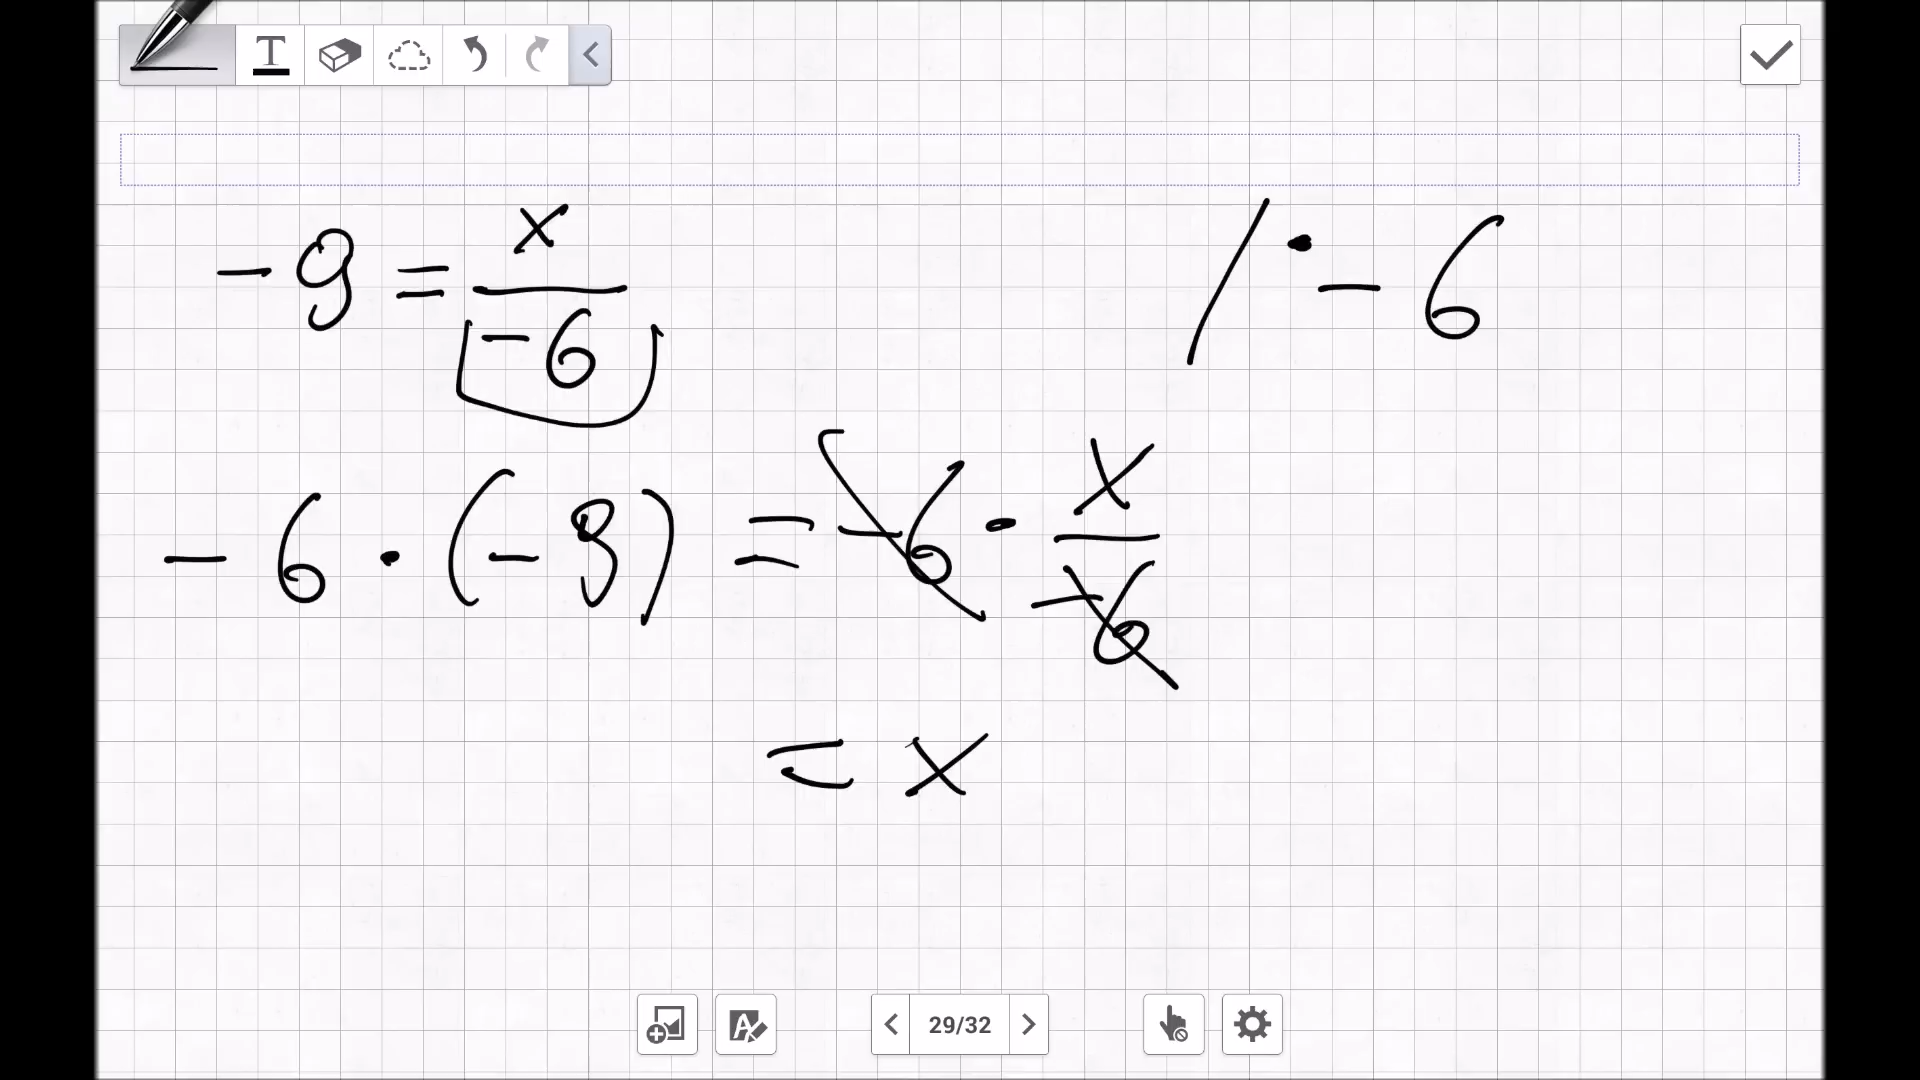 T
-9 = x/-6 /·-6
-6·(-9) = -6·x/-6
= x
A
29/32